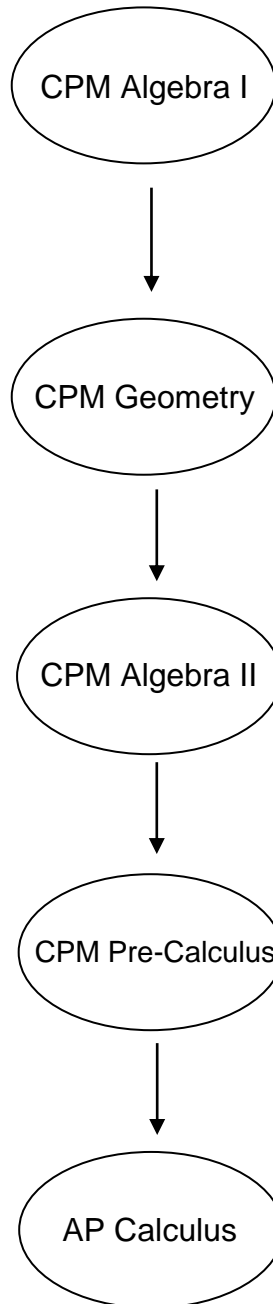 CPM Algebra I
CPM Geometry
CPM Algebra II
CPM Pre-Calculus
AP Calculus